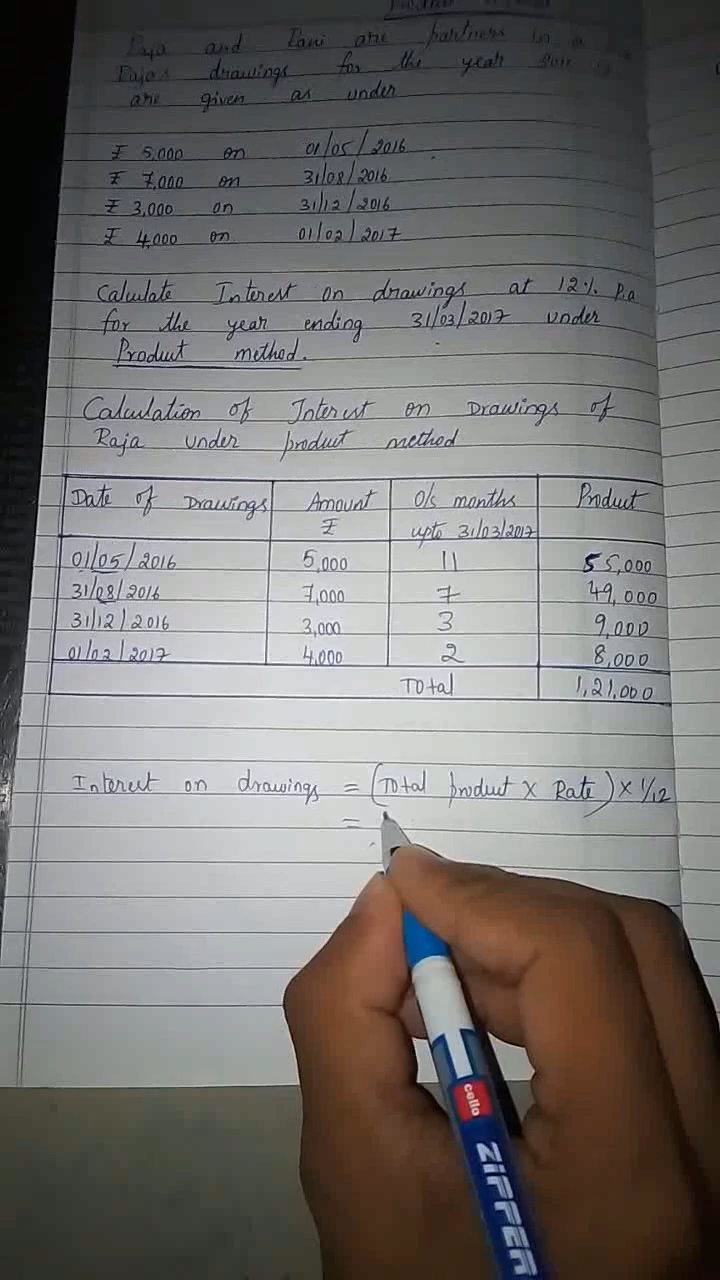 Raja and Rani are partners in a
Raja's drawings for the year
are given as under
₹ 5,000 on 01/05/2016
₹ 7,000 on 31/08/2016
₹ 3,000 on 31/12/2016
₹ 4,000 on 01/02/2017
Calculate Interest on drawings at 12% P.a
for the year ending 31/03/2017 under
Product method.
Calculation of Interest on Drawings of
Raja under product method
Date of Drawings Amount ₹ O/s months upto 31/03/2017 Product
01/05/2016 5,000 11 55,000
31/08/2016 7,000 7 49,000
31/12/2016 3,000 3 9,000
01/02/2017 4,000 2 8,000
Total 1,21,000
Interest on drawings = (Total product × Rate) × 1/12
=
cello
ZIFFER